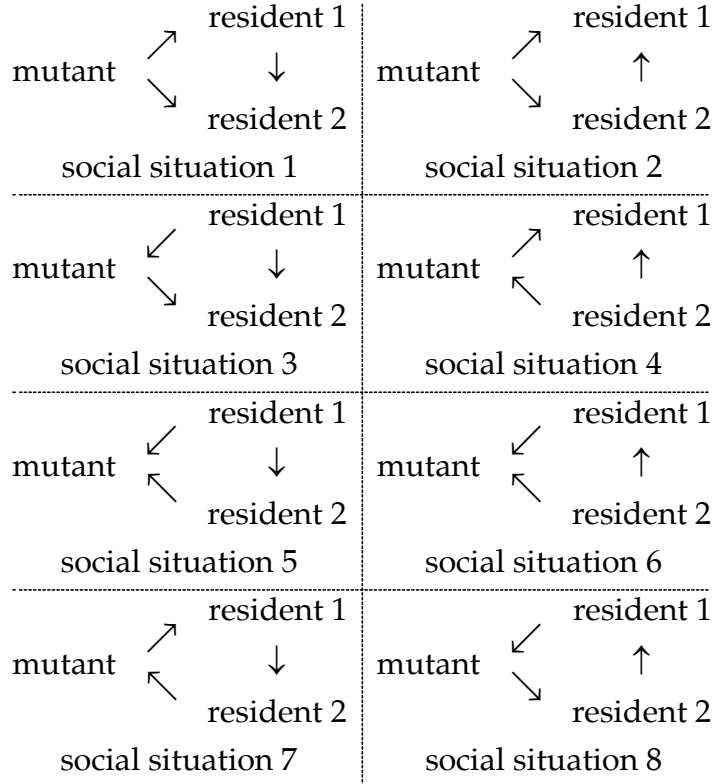 resident 1
mutant
resident 2
social situation 1
resident 1
mutant
resident 2
social situation 2
resident 1
mutant
resident 2
social situation 3
resident 1
mutant
resident 2
social situation 4
resident 1
mutant
resident 2
social situation 5
resident 1
mutant
resident 2
social situation 6
resident 1
mutant
resident 2
social situation 7
resident 1
mutant
resident 2
social situation 8